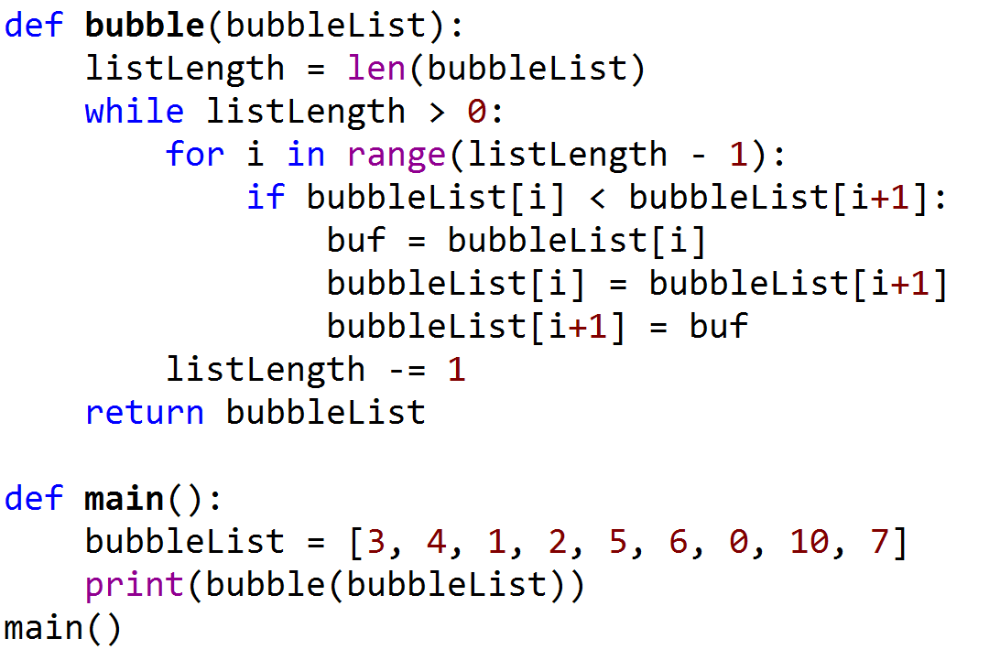 def bubble(bubbleList):
    listLength = len(bubbleList)
    while listLength > 0:
        for i in range(listLength - 1):
            if bubbleList[i] < bubbleList[i+1]:
                buf = bubbleList[i]
                bubbleList[i] = bubbleList[i+1]
                bubbleList[i+1] = buf
        listLength -= 1
    return bubbleList

def main():
    bubbleList = [3, 4, 1, 2, 5, 6, 0, 10, 7]
    print(bubble(bubbleList))
main()